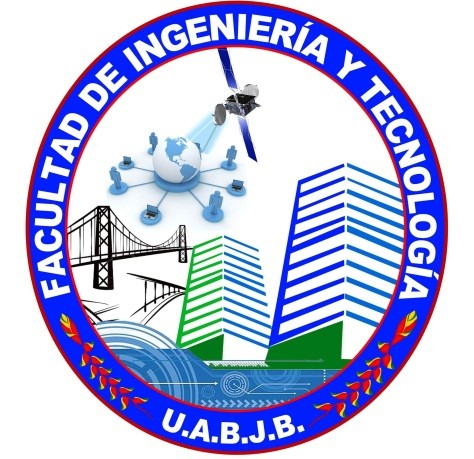 FACULTAD DE INGENIERÍA Y TECNOLOGÍA
U.A.B.J.B.